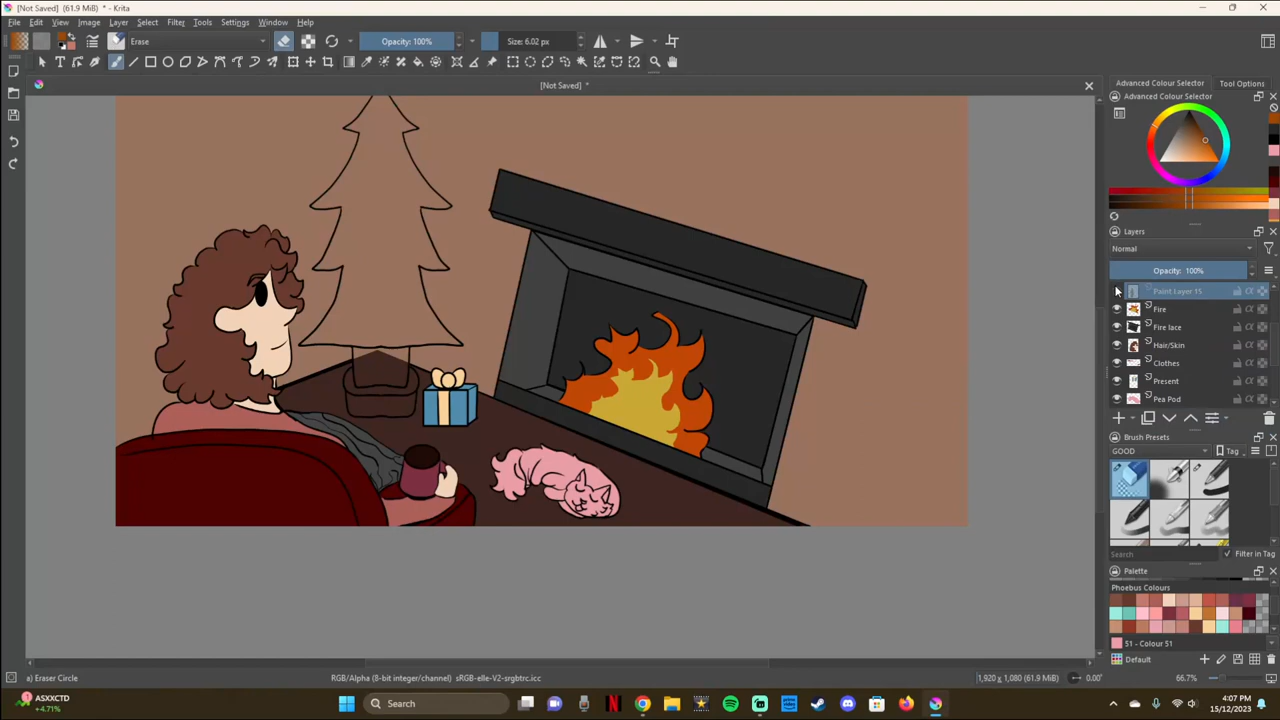 [Not Saved] (61.9 MiB) * - Krita
File Edit View Image Layer Select Filter Tools Settings Window Help
Erase
Opacity: 100%
Size: 6.02 px
[Not Saved] *
Advanced Colour Selector
Tool Options
Advanced Colour Selector
Layers
Normal
Opacity: 100%
Paint Layer 15
Fire
Fire lace
Hair/Skin
Clothes
Present
Pea Pod
Brush Presets
GOOD
Tag
Search
Filter in Tag
Palette
Phoebus Colours
51 - Colour 51
Default
a) Eraser Circle
RGB/Alpha (8-bit integer/channel) sRGB-elle-V2-srgbtrc.icc
1,920 x 1,080 (61.9 MiB)
0.00°
66.7%
ASXXCTD
+4.71%
Search
4:07 PM
15/12/2023